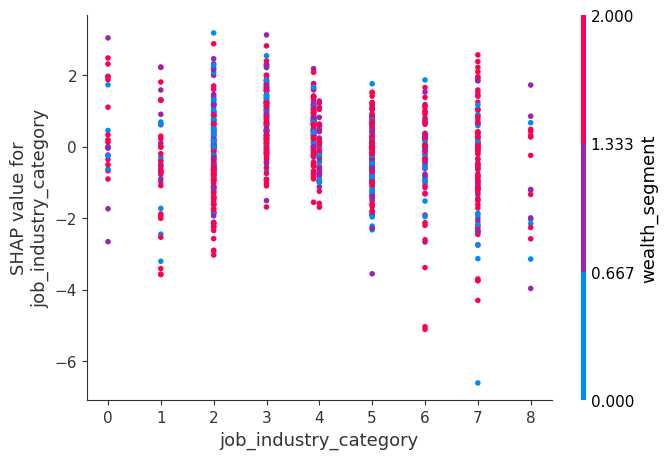 2
0
−2
−4
−6
SHAP value for
job_industry_category
0 1 2 3 4 5 6 7 8
job_industry_category
2.000
1.333
0.667
0.000
wealth_segment